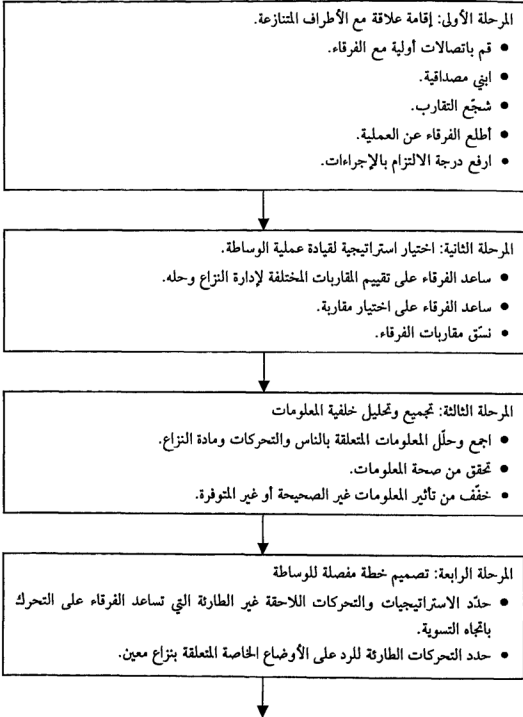 المرحلة الأولى: إقامة علاقة مع الأطراف المتنازعة.
• قم باتصالات أولية مع الفرقاء.
• ابني مصداقية.
• شجّع التقارب.
• أطلع الفرقاء عن العملية.
• ارفع درجة الالتزام بالإجراءات.
المرحلة الثانية: اختيار استراتيجية لقيادة عملية الوساطة.
• ساعد الفرقاء على تقييم المقاربات المختلفة لإدارة النزاع وحله.
• ساعد الفرقاء على اختيار مقاربة.
• نسّق مقاربات الفرقاء.
المرحلة الثالثة: تجميع وتحليل خلفية المعلومات
• اجمع وحلّل المعلومات المتعلقة بالناس والتحركات ومادة النزاع.
• تحقق من صحة المعلومات.
• خفّف من تأثير المعلومات غير الصحيحة أو غير المتوفرة.
المرحلة الرابعة: تصميم خطة مفصلة للوساطة
• حدّد الاستراتيجيات والتحركات اللاحقة غير الطارئة التي تساعد الفرقاء على التحرك
باتجاه التسوية.
• حدد التحركات الطارئة للرد على الأوضاع الخاصة المتعلقة بنزاع معين.